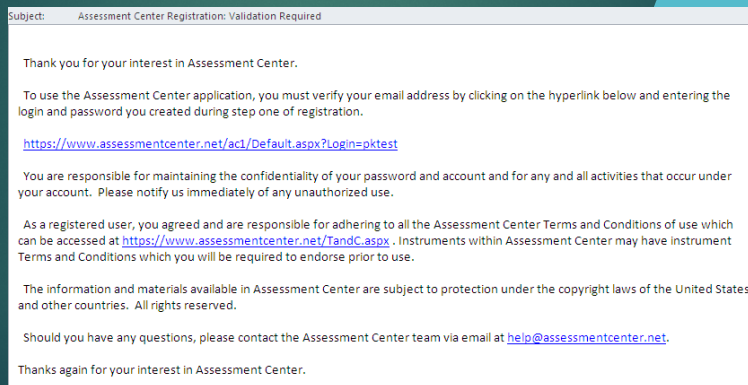 Subject: Assessment Center Registration: Validation Required
Thank you for your interest in Assessment Center.
To use the Assessment Center application, you must verify your email address by clicking on the hyperlink below and entering the
login and password you created during step one of registration.
https://www.assessmentcenter.net/ac1/Default.aspx?Login=pktest
You are responsible for maintaining the confidentiality of your password and account and for any and all activities that occur under
your account. Please notify us immediately of any unauthorized use.
As a registered user, you agreed and are responsible for adhering to all the Assessment Center Terms and Conditions of use which
can be accessed at https://www.assessmentcenter.net/TandC.aspx . Instruments within Assessment Center may have instrument
Terms and Conditions which you will be required to endorse prior to use.
The information and materials available in Assessment Center are subject to protection under the copyright laws of the United States
and other countries. All rights reserved.
Should you have any questions, please contact the Assessment Center team via email at help@assessmentcenter.net.
Thanks again for your interest in Assessment Center.